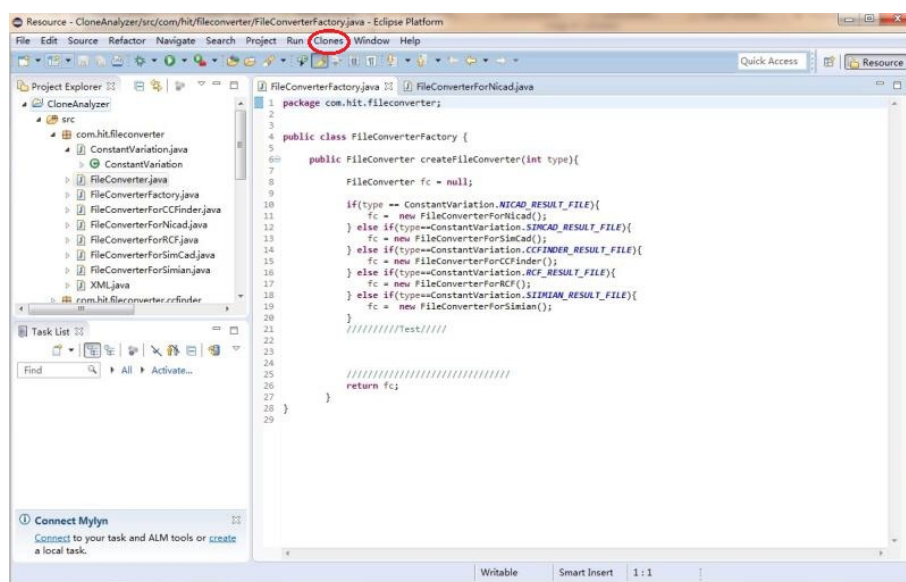 Resource - CloneAnalyzer/src/com/hit/fileconverter/FileConverterFactory.java - Eclipse Platform
File Edit Source Refactor Navigate Search Project Run Clones Window Help
Quick Access Resource
Project Explorer
CloneAnalyzer
src
com.hit.fileconverter
ConstantVariation.java
ConstantVariation
FileConverter.java
FileConverterFactory.java
FileConverterForCCFinder.java
FileConverterForNicad.java
FileConverterForRCF.java
FileConverterForSimCad.java
FileConverterForSimian.java
XML.java
com.hit.fileconverter.ccfinder
Task List
Find All Activate...
Connect Mylyn
Connect to your task and ALM tools or create
a local task.
FileConverterFactory.java FileConverterForNicad.java
1 package com.hit.fileconverter;
2
3
4 public class FileConverterFactory {
5
6 public FileConverter createFileConverter(int type){
7
8 FileConverter fc = null;
9
10 if(type == ConstantVariation.NICAD_RESULT_FILE){
11 fc = new FileConverterForNicad();
12 } else if(type==ConstantVariation.SIMCAD_RESULT_FILE){
13 fc = new FileConverterForSimCad();
14 } else if(type==ConstantVariation.CCFINDER_RESULT_FILE){
15 fc = new FileConverterForCCFinder();
16 } else if(type==ConstantVariation.RCF_RESULT_FILE){
17 fc = new FileConverterForRCF();
18 } else if(type==ConstantVariation.SIIMIAN_RESULT_FILE){
19 fc = new FileConverterForSimian();
20 }
21 //////////Test/////
22
23
24
25 ///////////////////////////////
26 return fc;
27 }
28 }
29
Writable Smart Insert 1 : 1